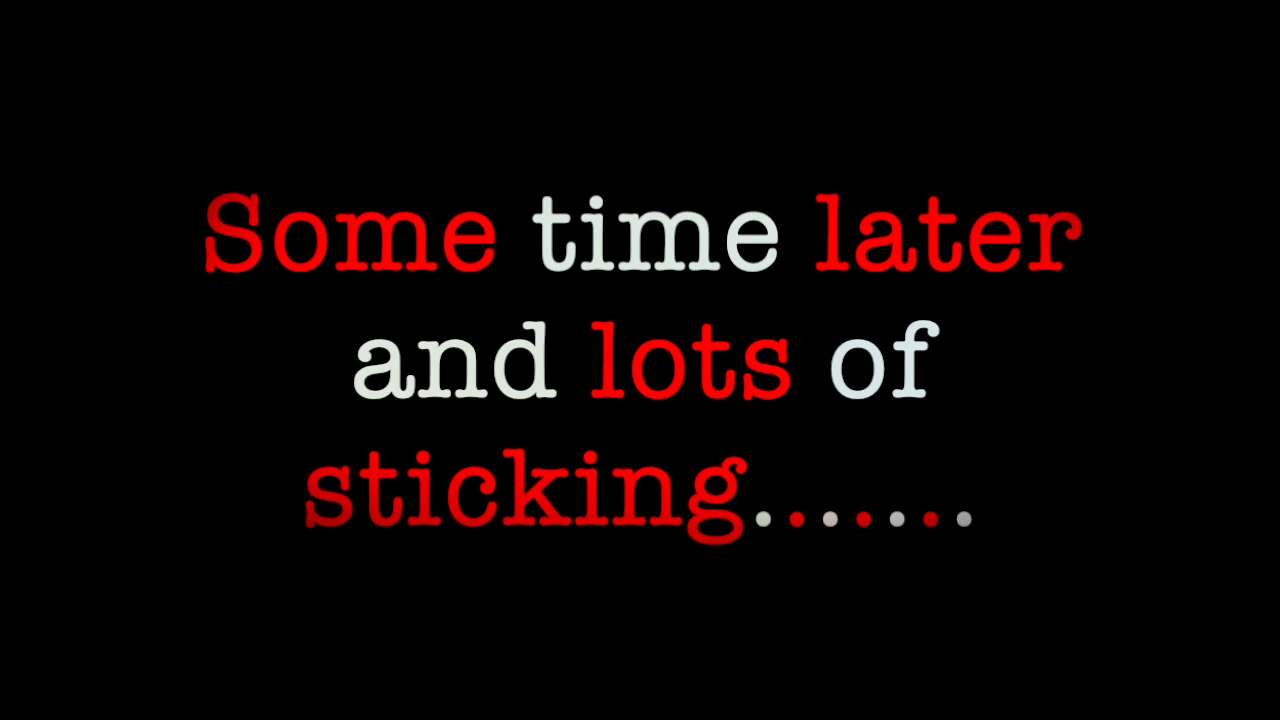 Some time later
and lots of
sticking.......